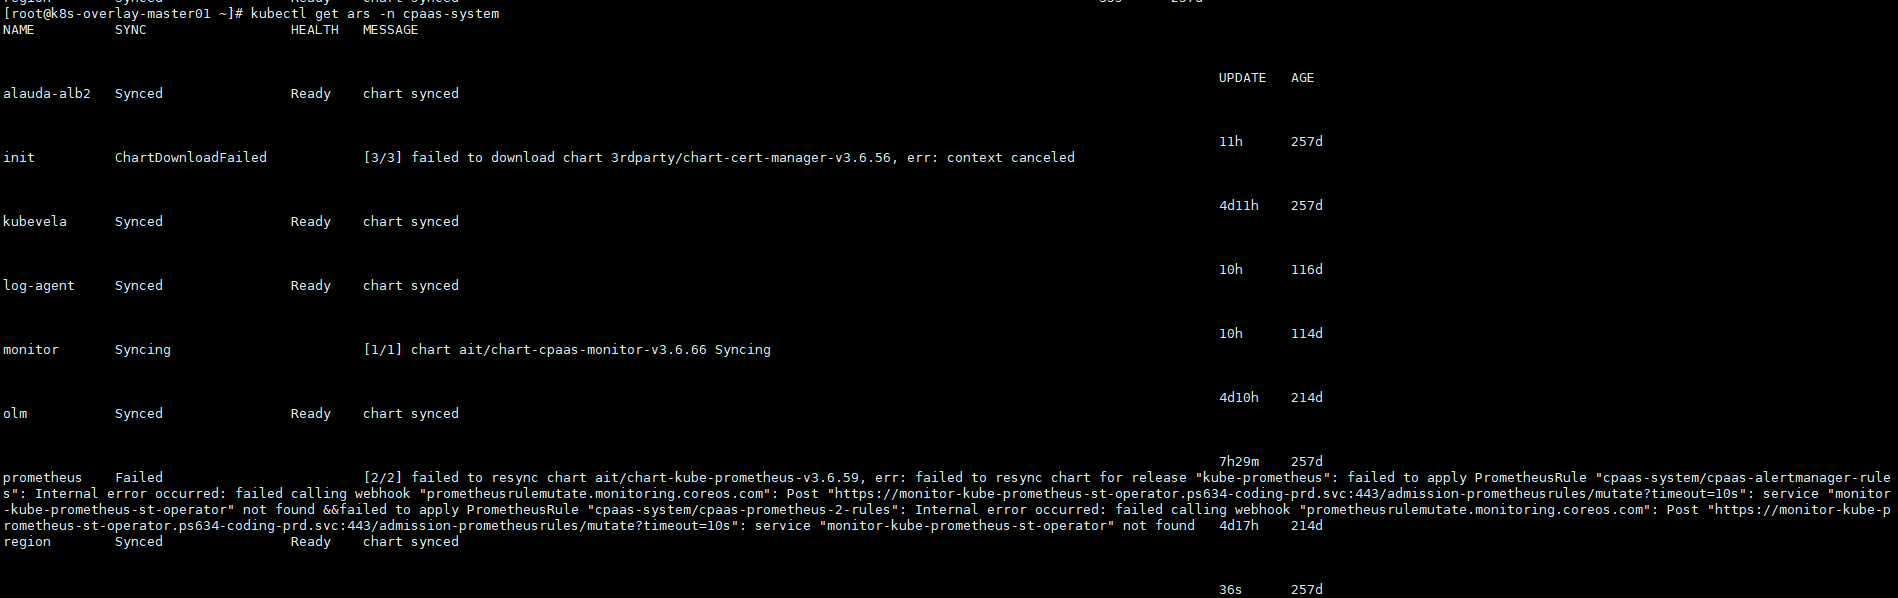 [root@k8s-overlay-master01 ~]# kubectl get ars -n cpaas-system
NAME SYNC HEALTH MESSAGE
UPDATE AGE
alauda-alb2 Synced Ready chart synced
11h 257d
init ChartDownloadFailed [3/3] failed to download chart 3rdparty/chart-cert-manager-v3.6.56, err: context canceled
4d11h 257d
kubevela Synced Ready chart synced
10h 116d
log-agent Synced Ready chart synced
10h 114d
monitor Syncing [1/1] chart ait/chart-cpaas-monitor-v3.6.66 Syncing
4d10h 214d
olm Synced Ready chart synced
7h29m 257d
prometheus Failed [2/2] failed to resync chart ait/chart-kube-prometheus-v3.6.59, err: failed to resync chart for release "kube-prometheus": failed to apply PrometheusRule "cpaas-system/cpaas-alertmanager-rule
s": Internal error occurred: failed calling webhook "prometheusrulemutate.monitoring.coreos.com": Post "https://monitor-kube-prometheus-st-operator.ps634-coding-prd.svc:443/admission-prometheusrules/mutate?timeout=10s": service "monitor
-kube-prometheus-st-operator" not found &&failed to apply PrometheusRule "cpaas-system/cpaas-prometheus-2-rules": Internal error occurred: failed calling webhook "prometheusrulemutate.monitoring.coreos.com": Post "https://monitor-kube-p
rometheus-st-operator.ps634-coding-prd.svc:443/admission-prometheusrules/mutate?timeout=10s": service "monitor-kube-prometheus-st-operator" not found 4d17h 214d
region Synced Ready chart synced
36s 257d